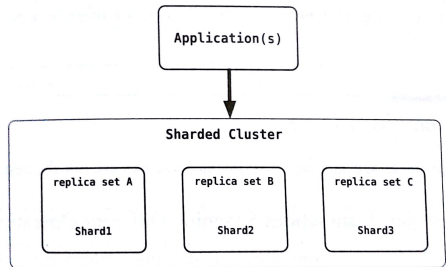 Application(s)
Sharded Cluster
replica set A
replica set B
replica set C
Shard1
Shard2
Shard3